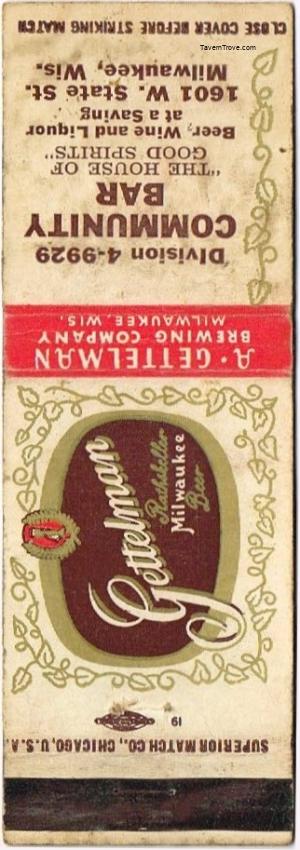 TavernTrove.com
CLOSE COVER BEFORE STRIKING MATCH
DIvision 4-9929
COMMUNITY
BAR
"THE HOUSE OF
GOOD SPIRITS"
Beer, Wine and Liquor
at a Saving
1601 W. State St.
Milwaukee, Wis.
A·GETTELMAN
BREWING COMPANY
MILWAUKEE, WIS.
Gettelman
Rathskeller
Milwaukee
Beer
19
SUPERIOR MATCH CO., CHICAGO, U.S.A.